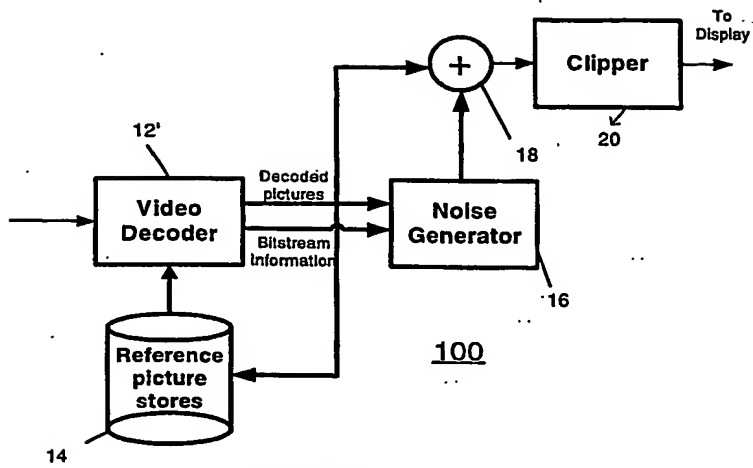 To
Display
+
Clipper
20
18
12'
Video
Decoder
Decoded
pictures
Bitstream
Information
Noise
Generator
16
Reference
picture
stores
14
100